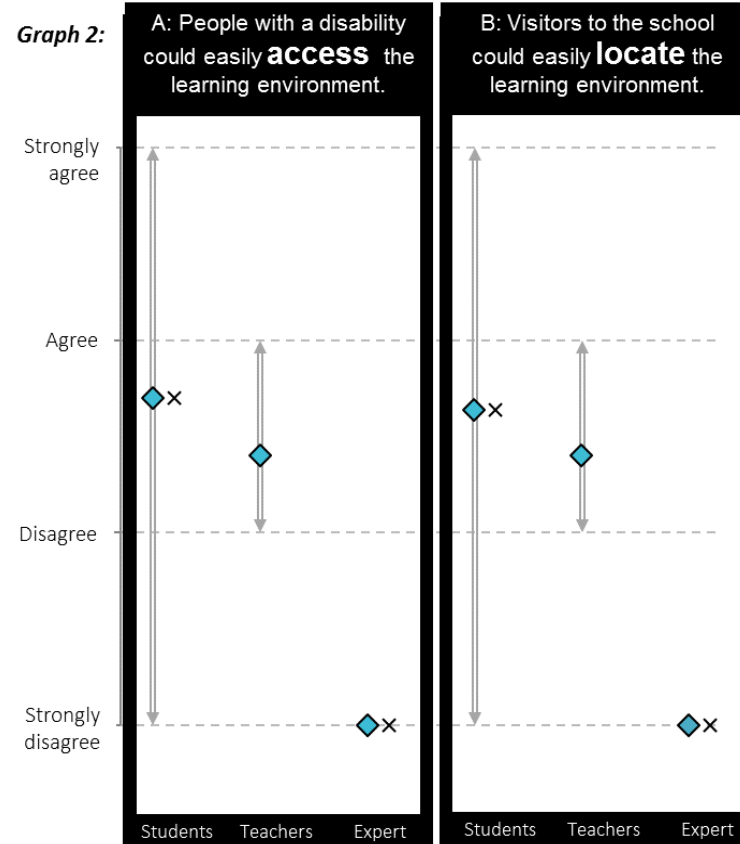 Graph 2:
A: People with a disability
could easily access the
learning environment.
B: Visitors to the school
could easily locate the
learning environment.
Strongly
agree
Agree
Disagree
Strongly
disagree
Students Teachers Expert
Students Teachers Expert